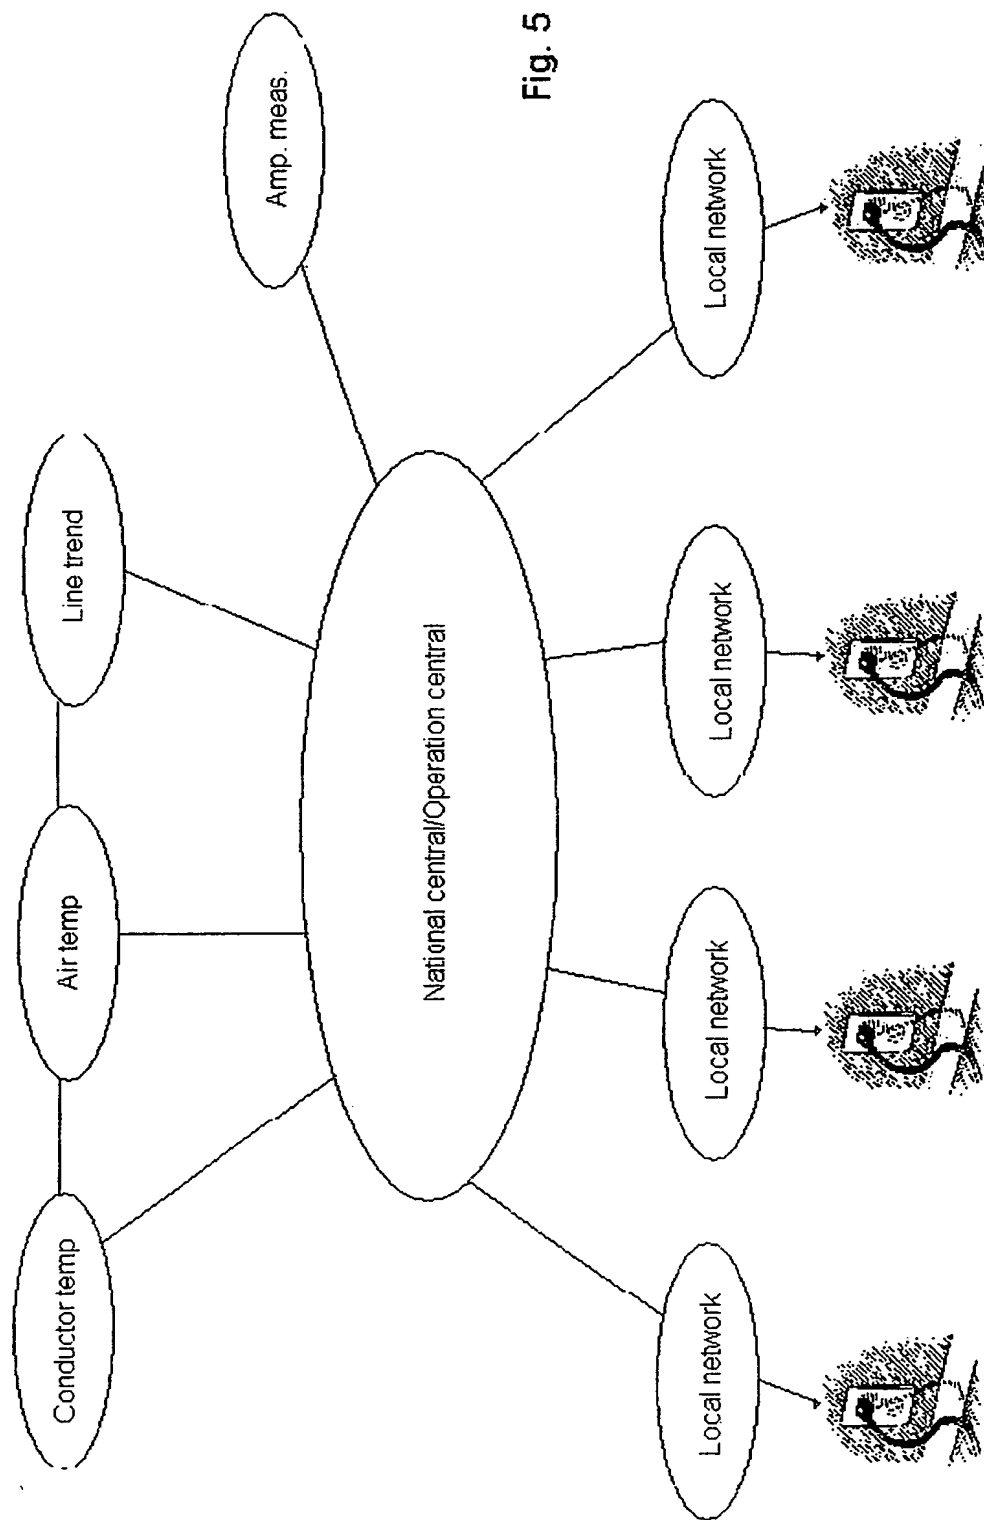 Conductor temp
Air temp
Line trend
Amp. meas.
National central/Operation central
Local network
Local network
Local network
Local network
Fig. 5